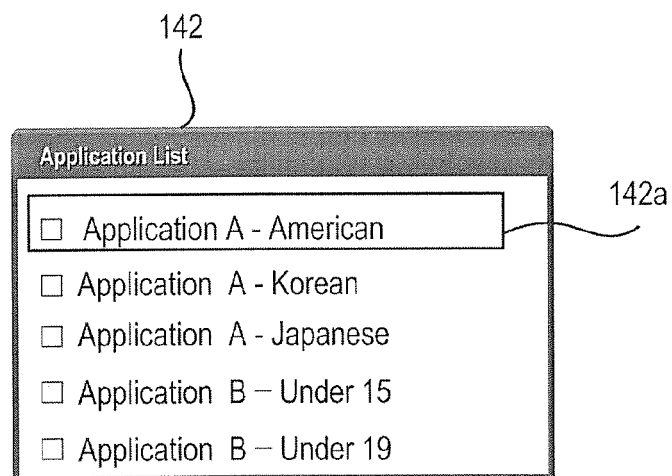 142
Application List
142a
□ Application A - American
□ Application A - Korean
□ Application A - Japanese
□ Application B – Under 15
□ Application B – Under 19